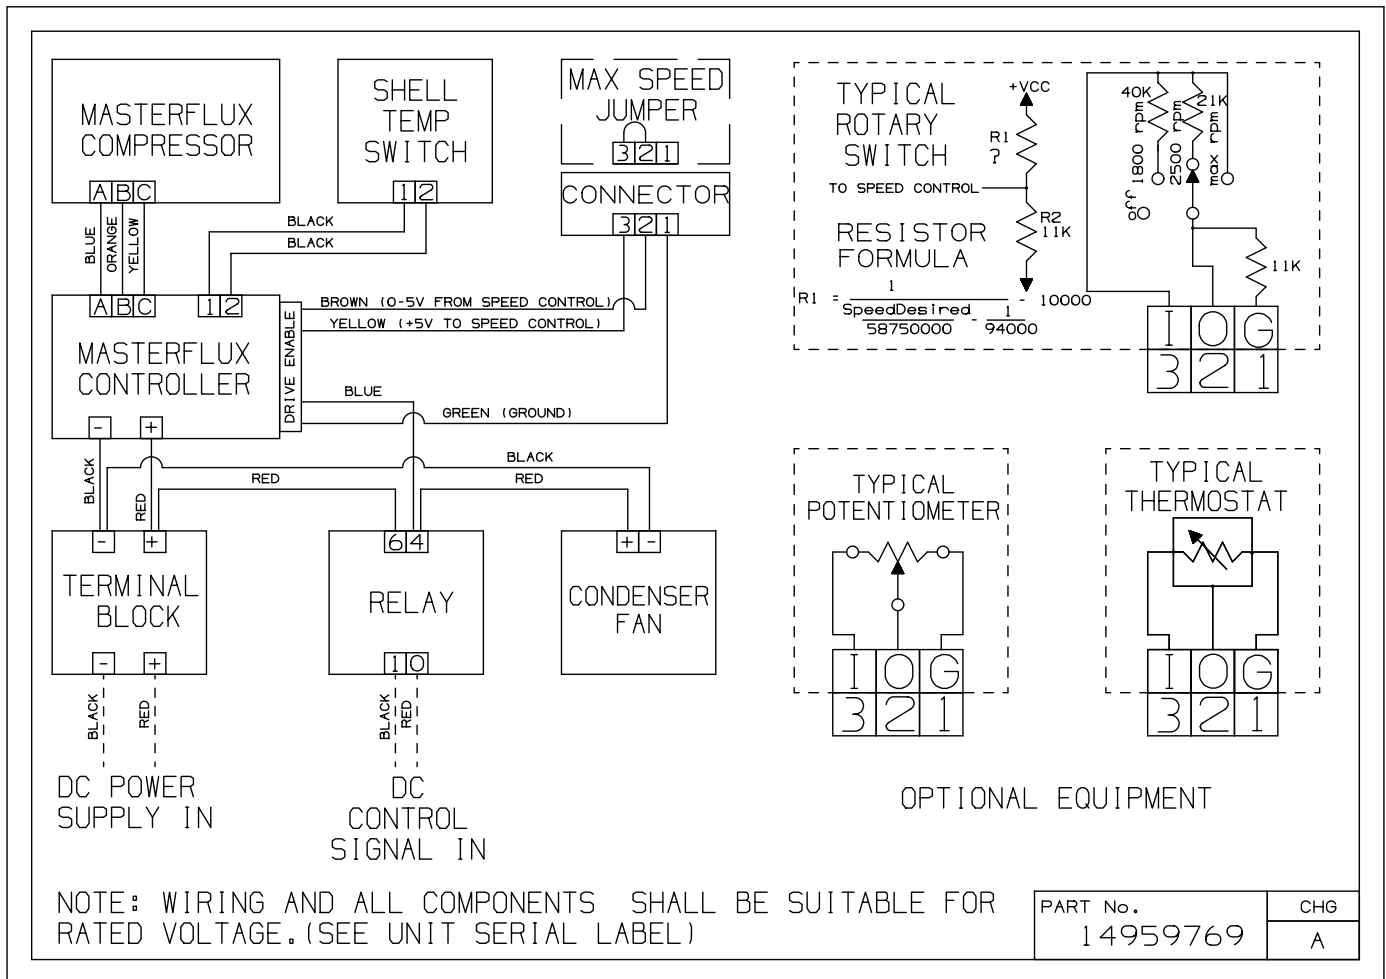 MASTERFLUX
COMPRESSOR
A B C
SHELL
TEMP
SWITCH
1 2
MAX SPEED
JUMPER
3 2 1
CONNECTOR
3 2 1
BLACK
BLACK
BLUE
ORANGE
YELLOW
A B C
1 2
MASTERFLUX
CONTROLLER
- +
DRIVE ENABLE
BROWN (0-5V FROM SPEED CONTROL)
YELLOW (+5V TO SPEED CONTROL)
BLUE
GREEN (GROUND)
BLACK
RED
BLACK
RED
RED
- +
TERMINAL
BLOCK
- +
BLACK
RED
DC POWER
SUPPLY IN
6 4
RELAY
1 0
BLACK
RED
DC
CONTROL
SIGNAL IN
+ -
CONDENSER
FAN
TYPICAL
ROTARY
SWITCH
+VCC
R1
?
TO SPEED CONTROL
R2
11K
RESISTOR
FORMULA
R1 = 1 - 10000
SpeedDesired - 1
58750000 94000
40K
1800 rpm
21K
2500 rpm
max rpm
off
11K
I O G
3 2 1
TYPICAL
POTENTIOMETER
I O G
3 2 1
TYPICAL
THERMOSTAT
I O G
3 2 1
OPTIONAL EQUIPMENT
NOTE: WIRING AND ALL COMPONENTS SHALL BE SUITABLE FOR
RATED VOLTAGE.(SEE UNIT SERIAL LABEL)
PART No.
14959769
CHG
A